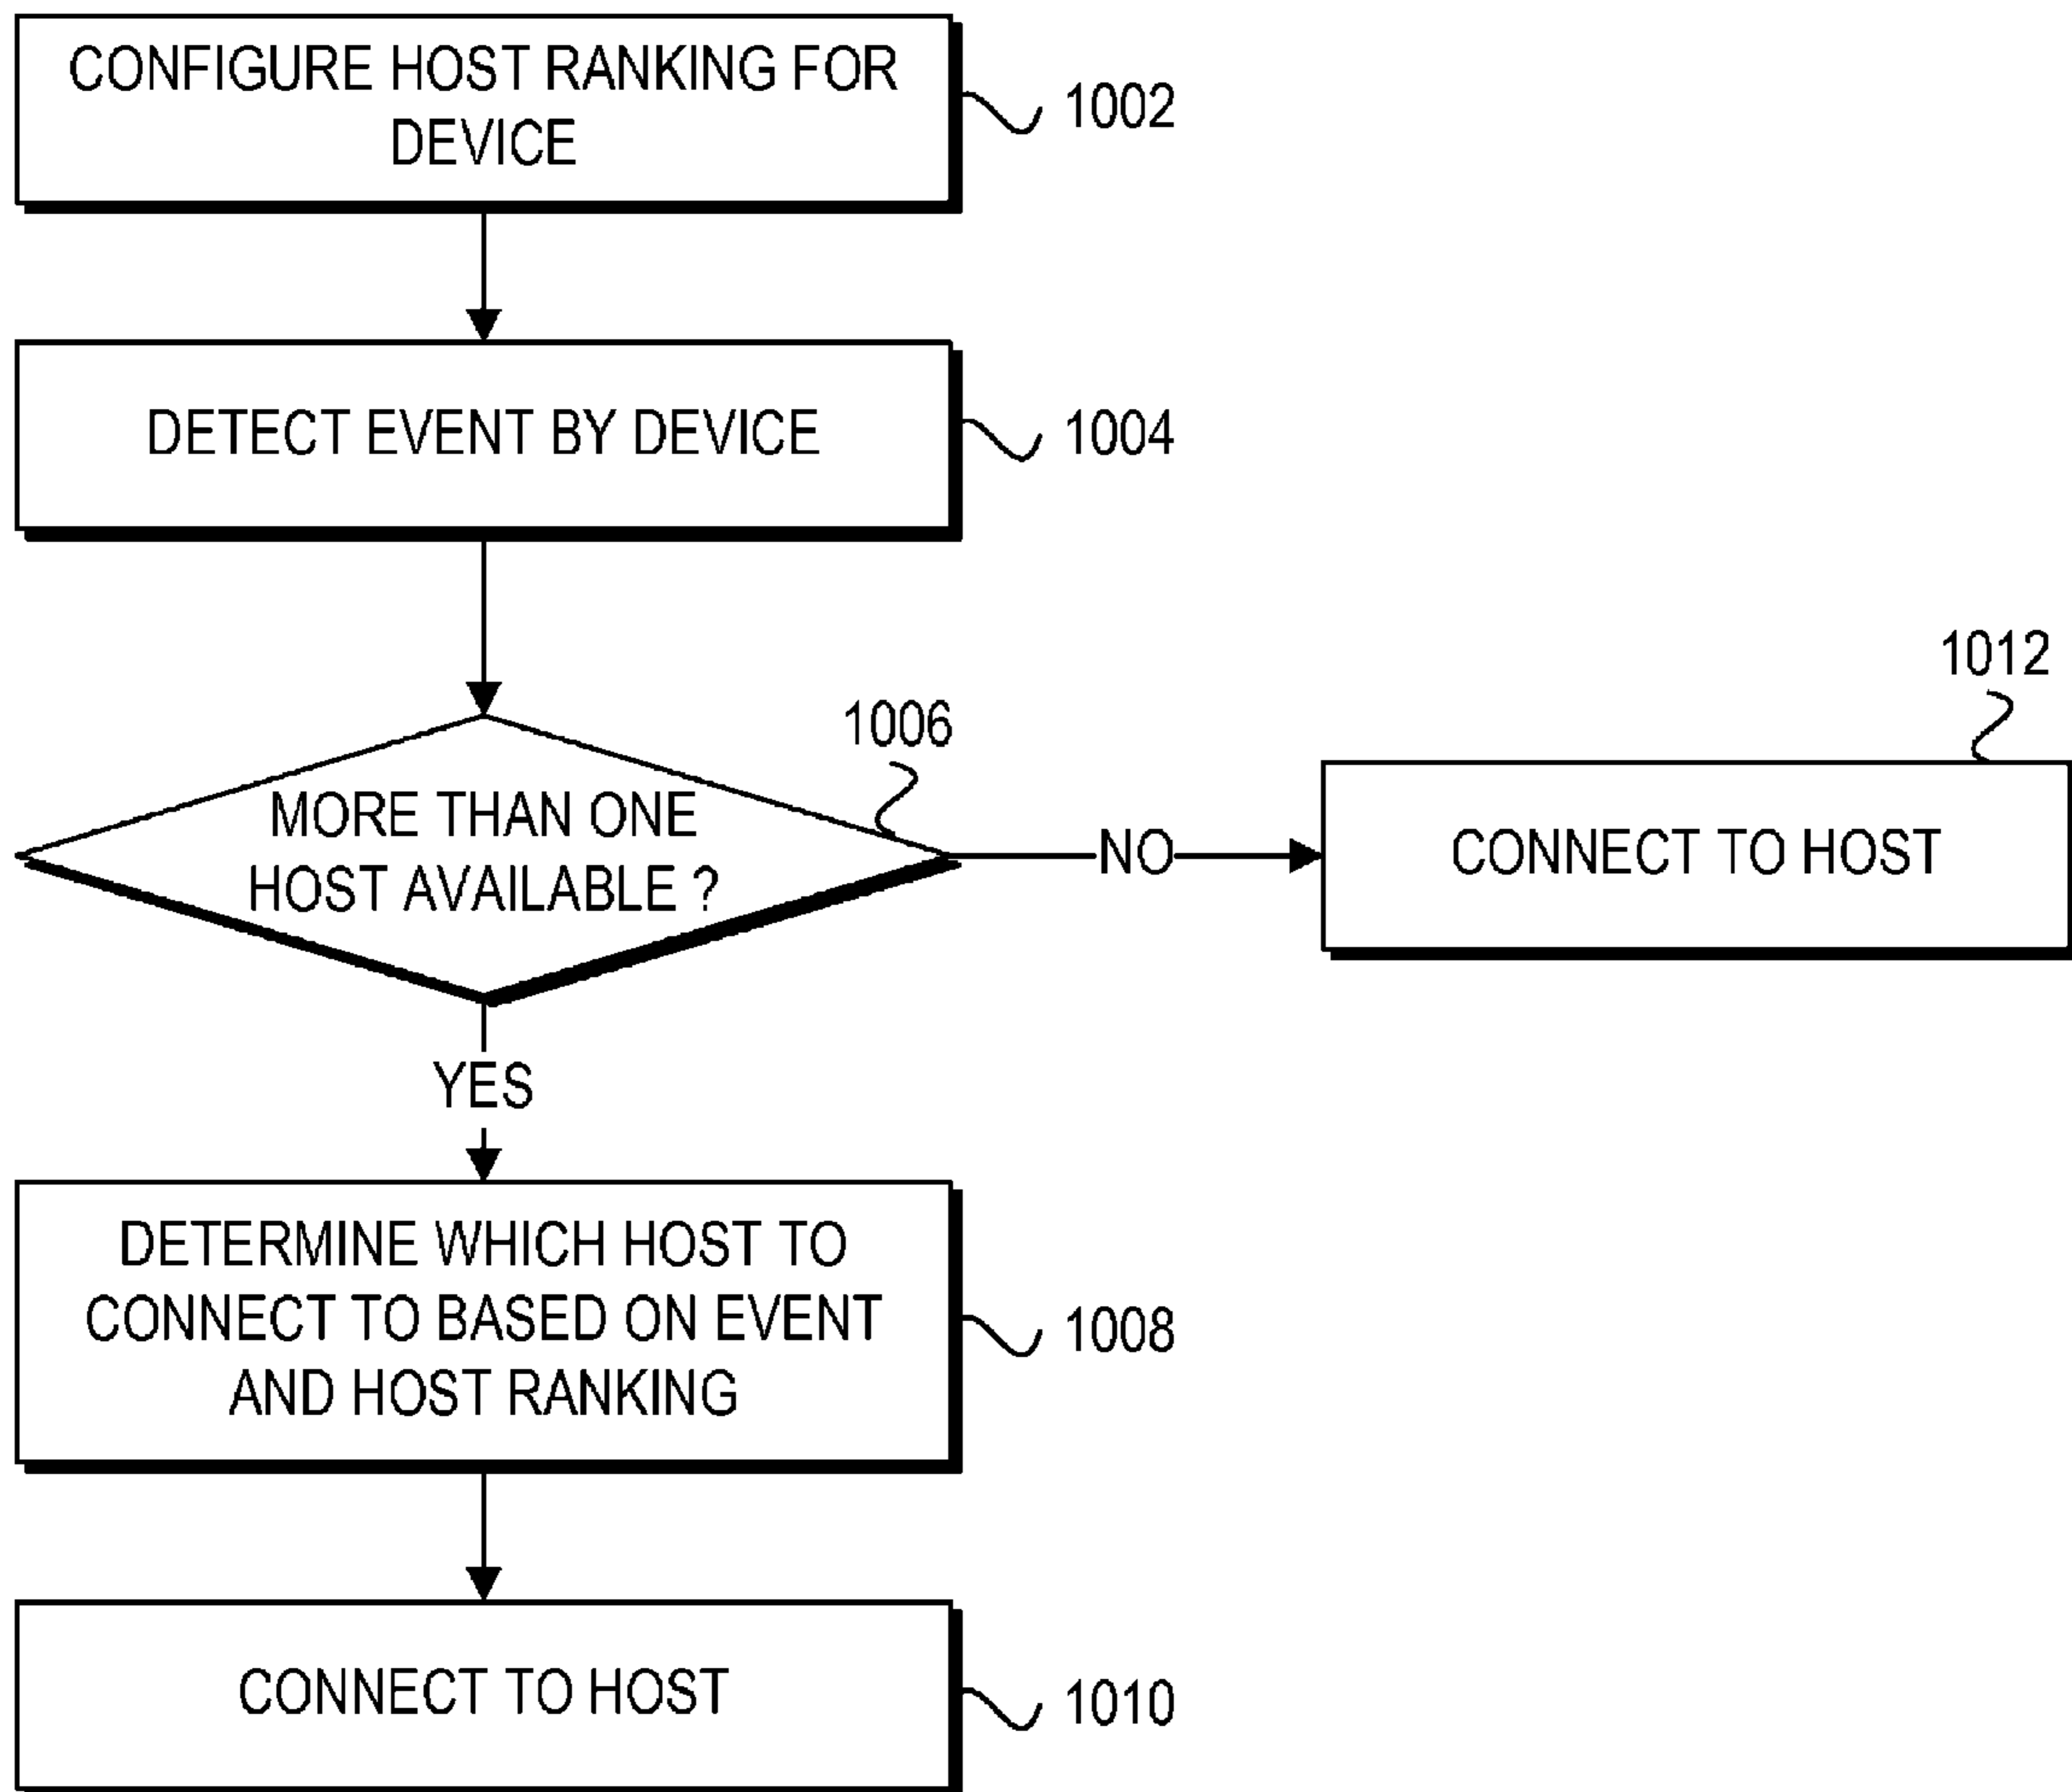 CONFIGURE HOST RANKING FOR
DEVICE
1002
DETECT EVENT BY DEVICE
1004
1006
MORE THAN ONE
HOST AVAILABLE ?
NO
1012
CONNECT TO HOST
YES
DETERMINE WHICH HOST TO
CONNECT TO BASED ON EVENT
AND HOST RANKING
1008
CONNECT TO HOST
1010